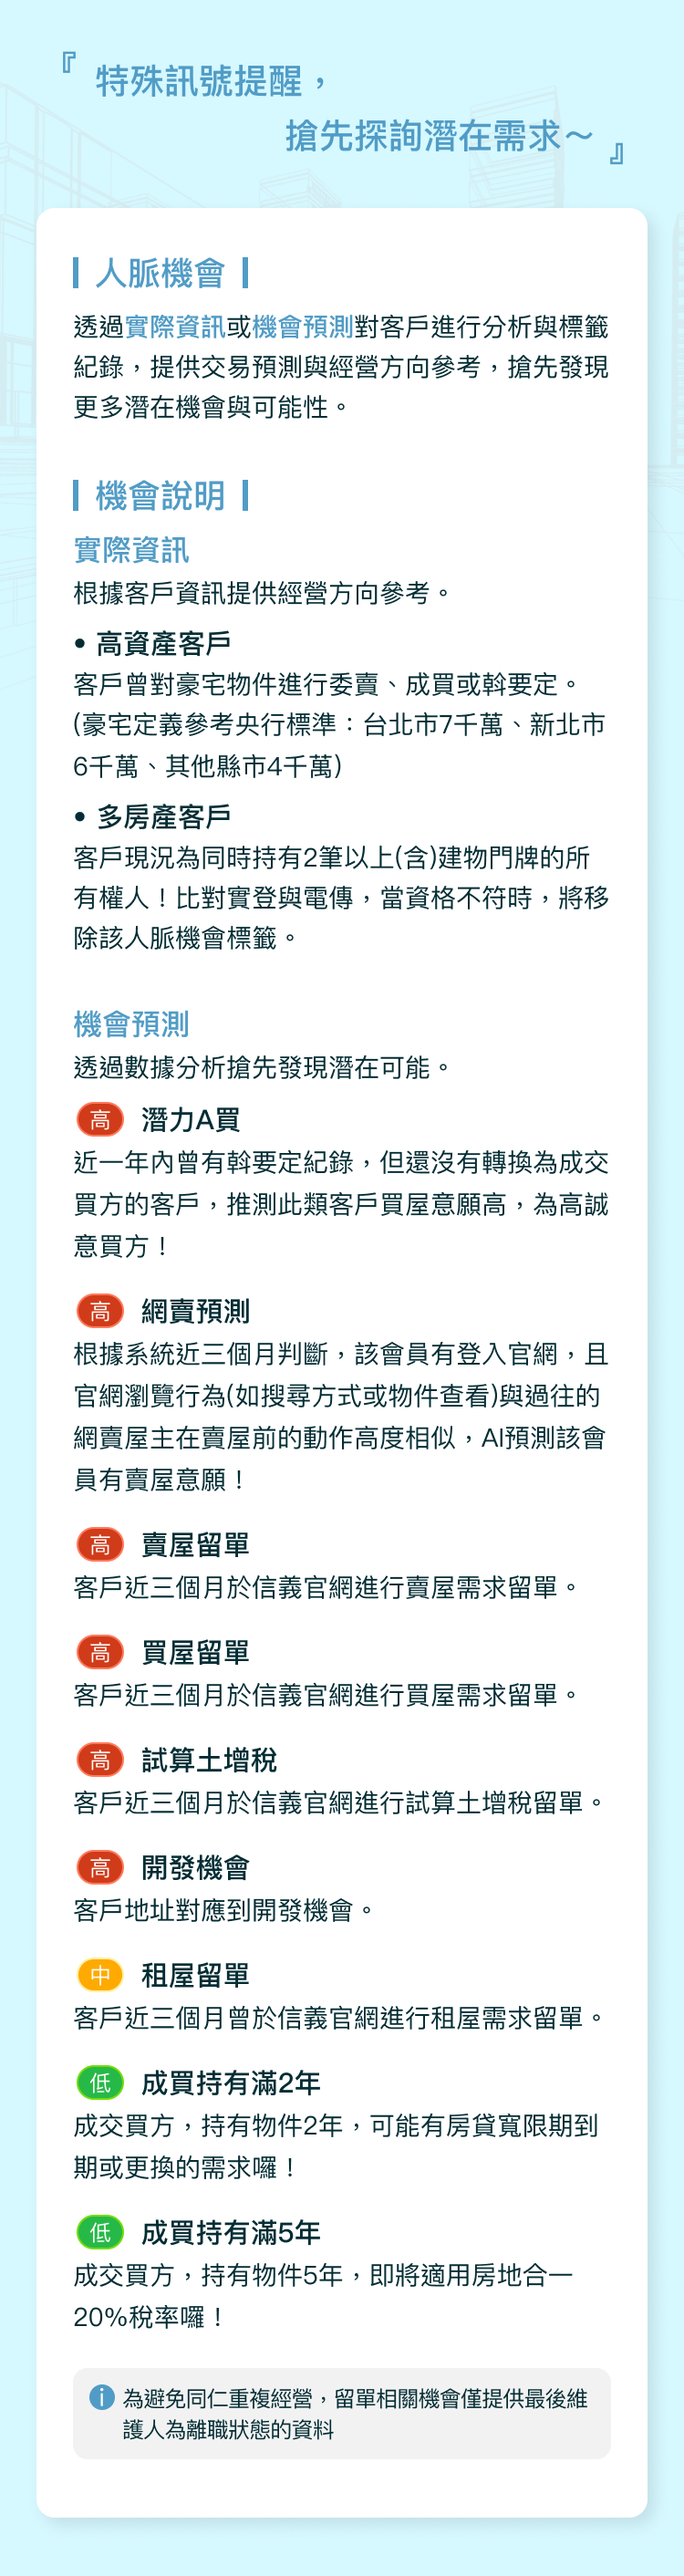 『 特殊訊號提醒，
搶先探詢潛在需求～ 』
人脈機會
透過實際資訊或機會預測對客戶進行分析與標籤
紀錄，提供交易預測與經營方向參考，搶先發現
更多潛在機會與可能性。
機會說明
實際資訊
根據客戶資訊提供經營方向參考。
• 高資產客戶
客戶曾對豪宅物件進行委賣、成買或斡要定。
(豪宅定義參考央行標準：台北市7千萬、新北市
6千萬、其他縣市4千萬)
• 多房產客戶
客戶現況為同時持有2筆以上(含)建物門牌的所
有權人！比對實登與電傳，當資格不符時，將移
除該人脈機會標籤。
機會預測
透過數據分析搶先發現潛在可能。
高 潛力A買
近一年內曾有斡要定紀錄，但還沒有轉換為成交
買方的客戶，推測此類客戶買屋意願高，為高誠
意買方！
高 網賣預測
根據系統近三個月判斷，該會員有登入官網，且
官網瀏覽行為(如搜尋方式或物件查看)與過往的
網賣屋主在賣屋前的動作高度相似，AI預測該會
員有賣屋意願！
高 賣屋留單
客戶近三個月於信義官網進行賣屋需求留單。
高 買屋留單
客戶近三個月於信義官網進行買屋需求留單。
高 試算土增稅
客戶近三個月於信義官網進行試算土增稅留單。
高 開發機會
客戶地址對應到開發機會。
中 租屋留單
客戶近三個月曾於信義官網進行租屋需求留單。
低 成買持有滿2年
成交買方，持有物件2年，可能有房貸寬限期到
期或更換的需求囉！
低 成買持有滿5年
成交買方，持有物件5年，即將適用房地合一
20%稅率囉！
為避免同仁重複經營，留單相關機會僅提供最後維
護人為離職狀態的資料